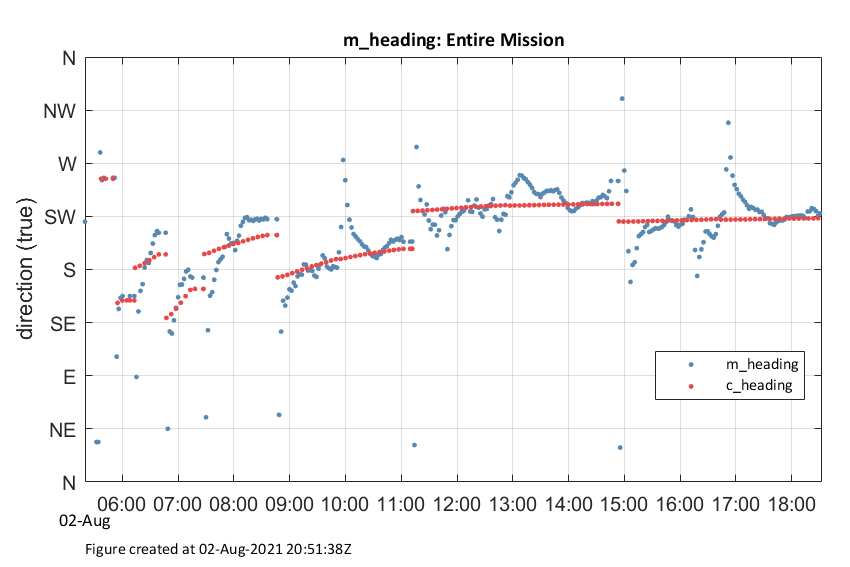 m_heading: Entire Mission
N
NW
W
SW
S
SE
E
NE
N
direction (true)
m_heading
c_heading
06:00 07:00 08:00 09:00 10:00 11:00 12:00 13:00 14:00 15:00 16:00 17:00 18:00
02-Aug
Figure created at 02-Aug-2021 20:51:38Z